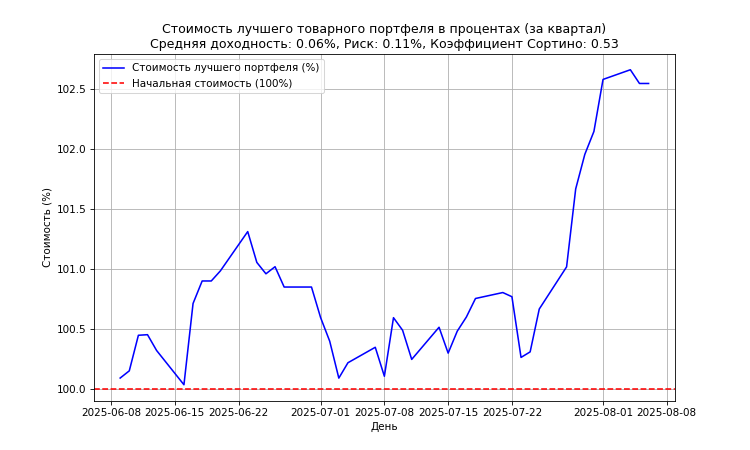 Стоимость лучшего товарного портфеля в процентах (за квартал)
Средняя доходность: 0.06%, Риск: 0.11%, Коэффициент Сортино: 0.53
Стоимость лучшего портфеля (%)
Начальная стоимость (100%)
Стоимость (%)
102.5
102.0
101.5
101.0
100.5
100.0
2025-06-08 2025-06-15 2025-06-22 2025-07-01 2025-07-08 2025-07-15 2025-07-22 2025-08-01 2025-08-08
День